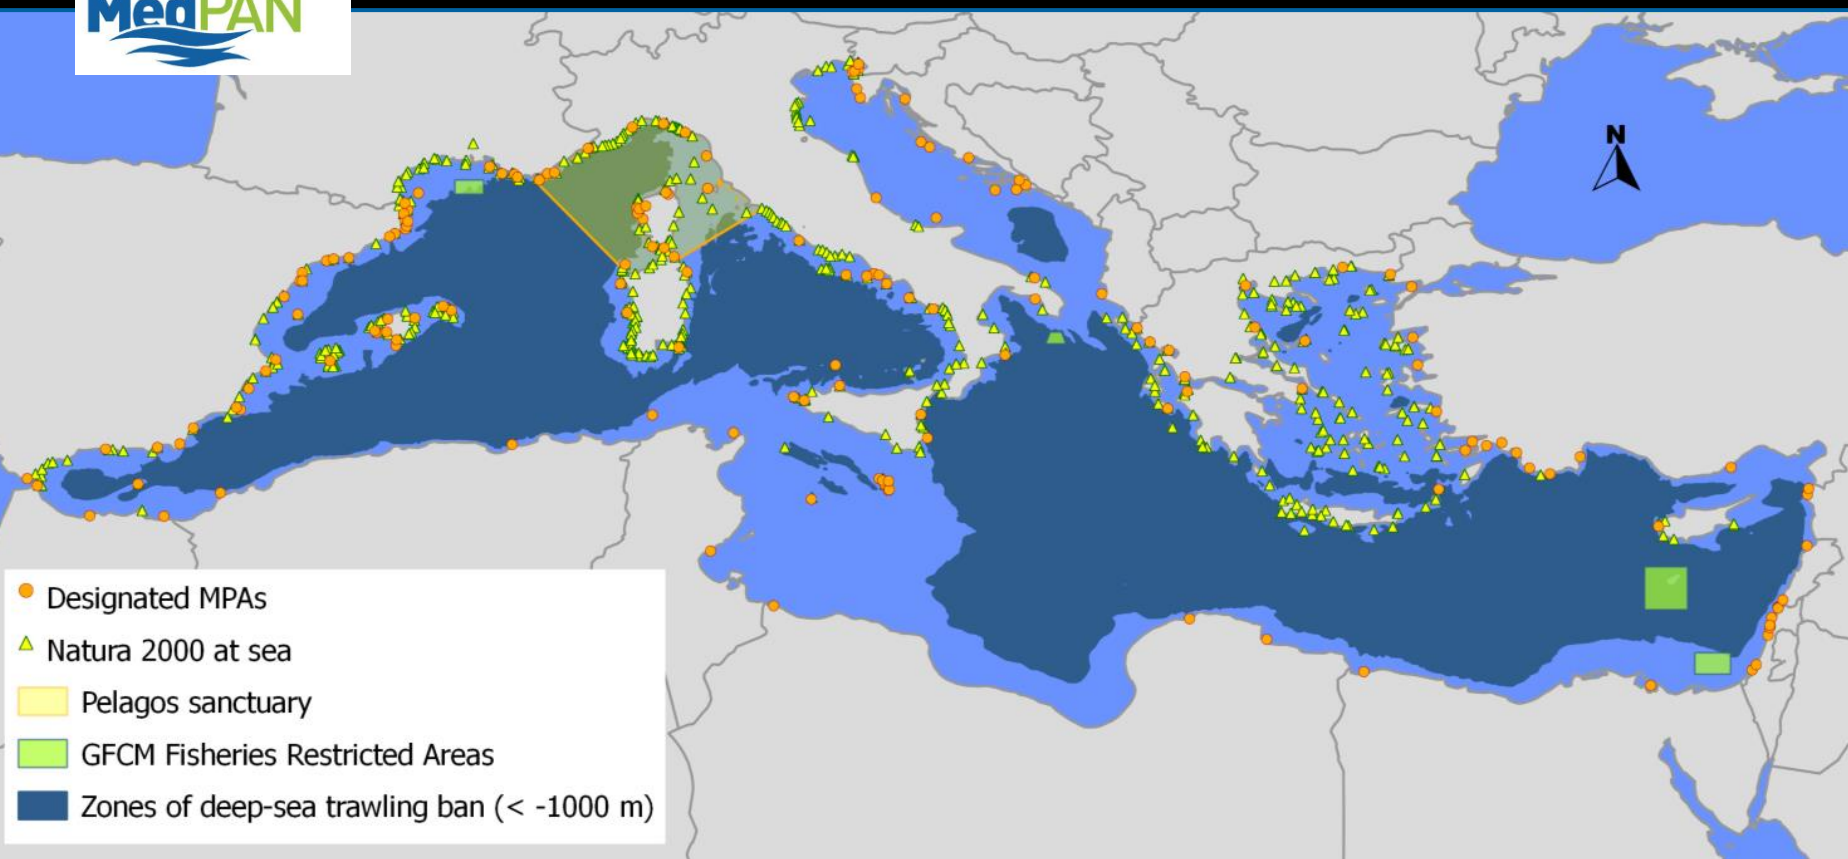 MedPAN
N
Designated MPAs
Natura 2000 at sea
Pelagos sanctuary
GFCM Fisheries Restricted Areas
Zones of deep-sea trawling ban (< -1000 m)